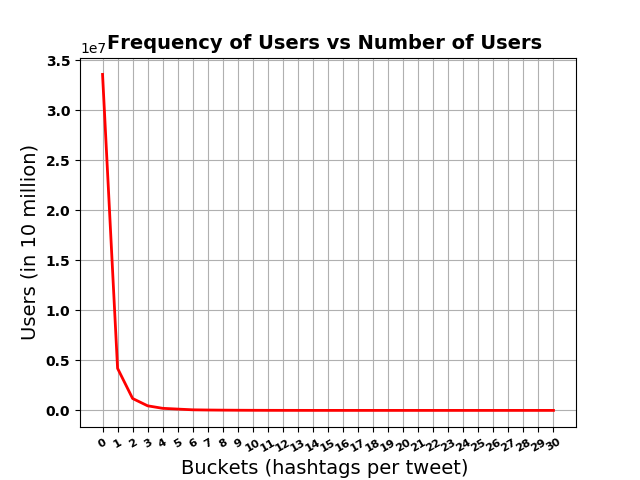 Frequency of Users vs Number of Users
1e7
3.5
3.0
2.5
2.0
1.5
1.0
0.5
0.0
Users (in 10 million)
0 1 2 3 4 5 6 7 8 9 10 11 12 13 14 15 16 17 18 19 20 21 22 23 24 25 26 27 28 29 30
Buckets (hashtags per tweet)